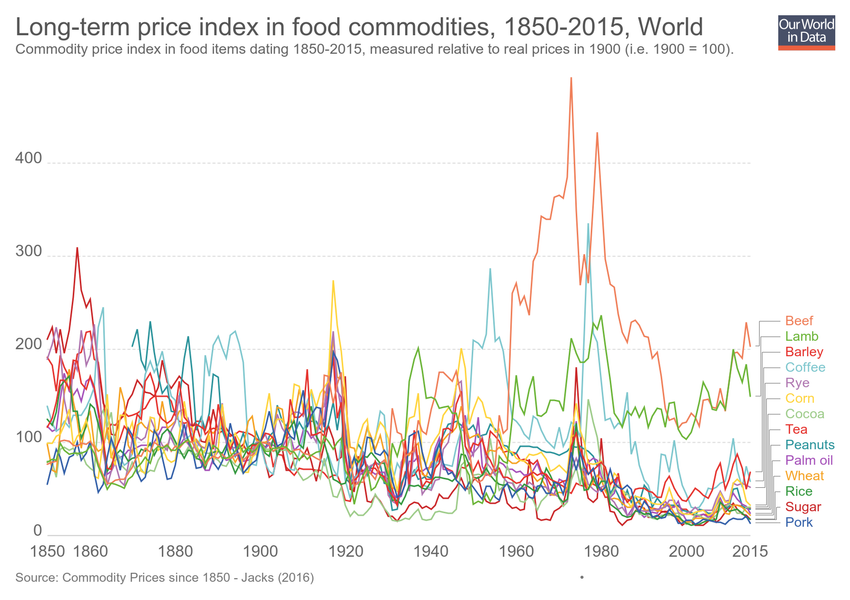 Long-term price index in food commodities, 1850-2015, World
Our World
in Data
Commodity price index in food items dating 1850-2015, measured relative to real prices in 1900 (i.e. 1900 = 100).
400
300
200
100
0
Beef
Lamb
Barley
Coffee
Rye
Corn
Cocoa
Tea
Peanuts
Palm oil
Wheat
Rice
Sugar
Pork
1850 1860 1880 1900 1920 1940 1960 1980 2000 2015
Source: Commodity Prices since 1850 - Jacks (2016)